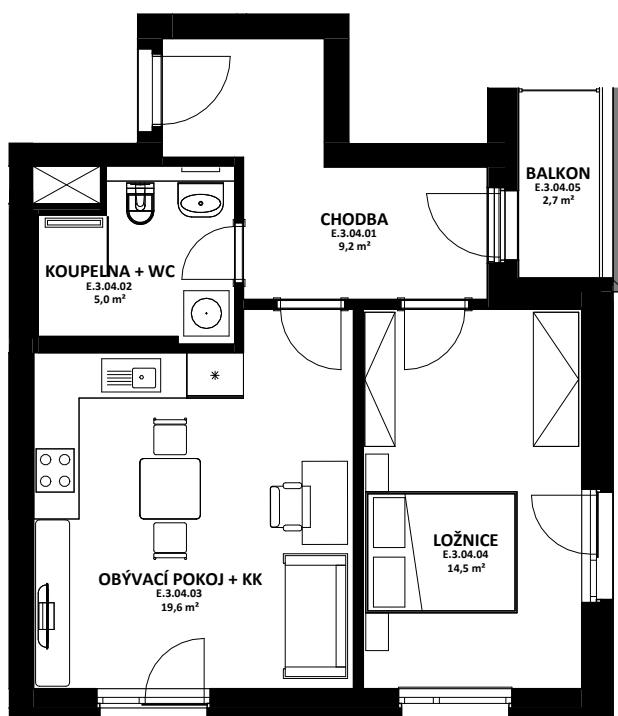 BALKON
E.3.04.05
2,7 m²
CHODBA
E.3.04.01
9,2 m²
KOUPELNA + WC
E.3.04.02
5,0 m²
LOŽNICE
E.3.04.04
14,5 m²
OBÝVACÍ POKOJ + KK
E.3.04.03
19,6 m²